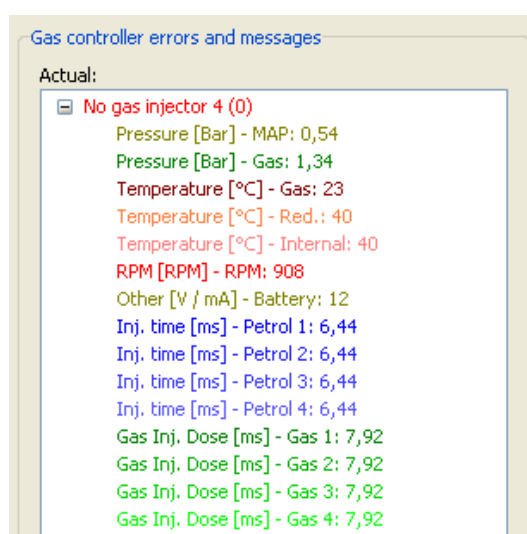 Gas controller errors and messages
Actual:
No gas injector 4 (0)
Pressure [Bar] - MAP: 0,54
Pressure [Bar] - Gas: 1,34
Temperature [°C] - Gas: 23
Temperature [°C] - Red.: 40
Temperature [°C] - Internal: 40
RPM [RPM] - RPM: 908
Other [V / mA] - Battery: 12
Inj. time [ms] - Petrol 1: 6,44
Inj. time [ms] - Petrol 2: 6,44
Inj. time [ms] - Petrol 3: 6,44
Inj. time [ms] - Petrol 4: 6,44
Gas Inj. Dose [ms] - Gas 1: 7,92
Gas Inj. Dose [ms] - Gas 2: 7,92
Gas Inj. Dose [ms] - Gas 3: 7,92
Gas Inj. Dose [ms] - Gas 4: 7,92